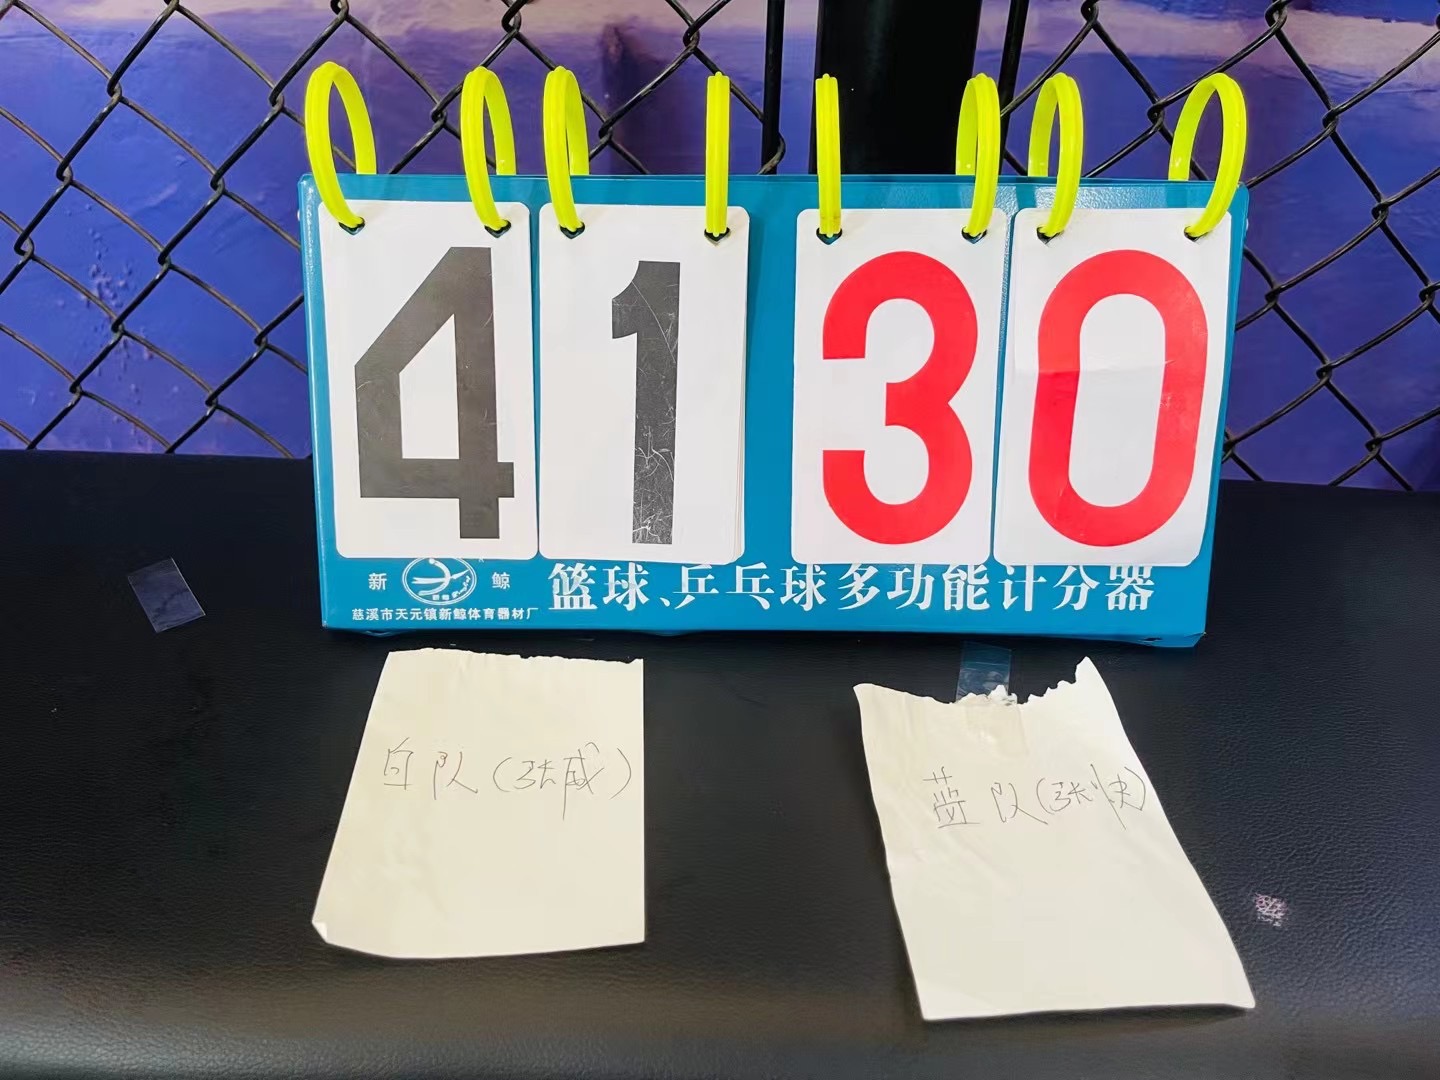 41 30
新 鲸 篮球、乒乓球多功能计分器
慈溪市天元镇新鲸体育器材厂
白队(张威)
蓝队(张快)